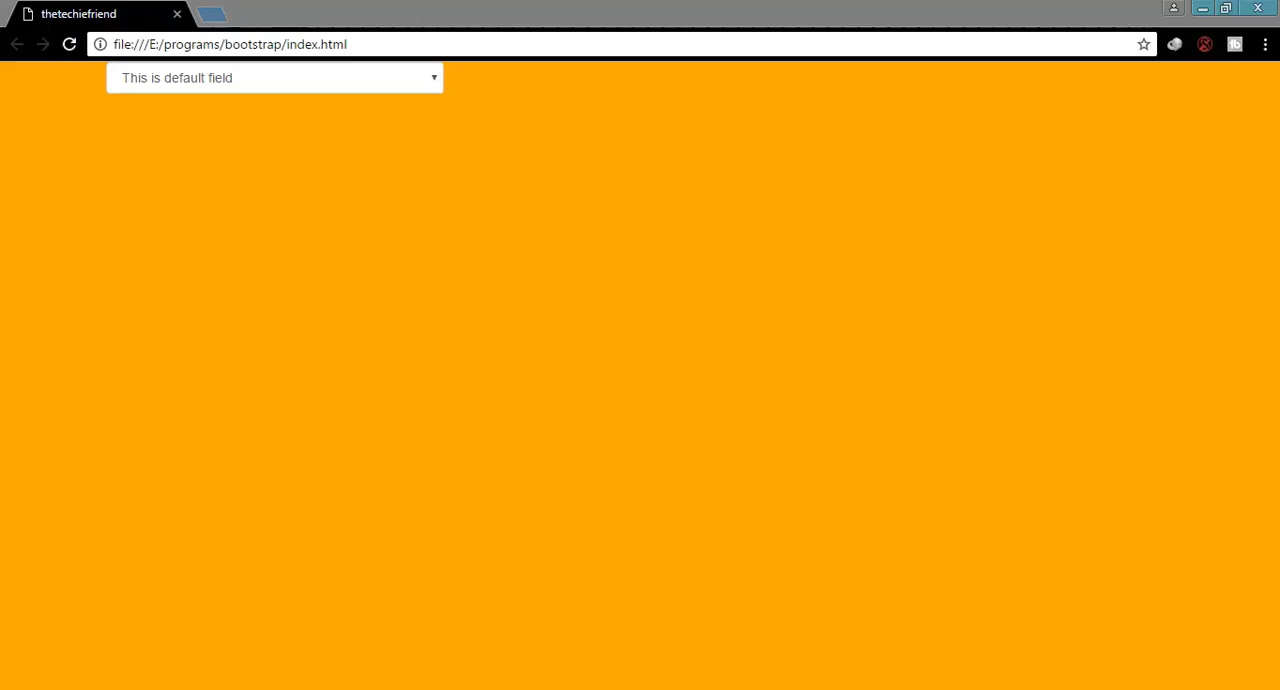 thetechiefriend
file:///E:/programs/bootstrap/index.html
This is default field